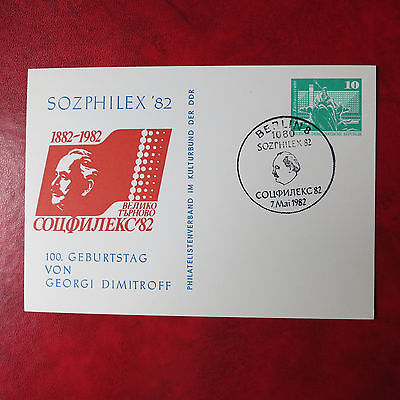 SOZPHILEX '82
1882-1982
ВЕЛИКО
ТЪРНОВО
СОЦФИЛЕКС'82
100. GEBURTSTAG
VON
GEORGI DIMITROFF
PHILATELISTENVERBAND IM KULTURBUND DER DDR
BERLIN 8
1080
SOZPHILEX 82
СОЦФИЛЕКС 82
7. Mai 1982
10